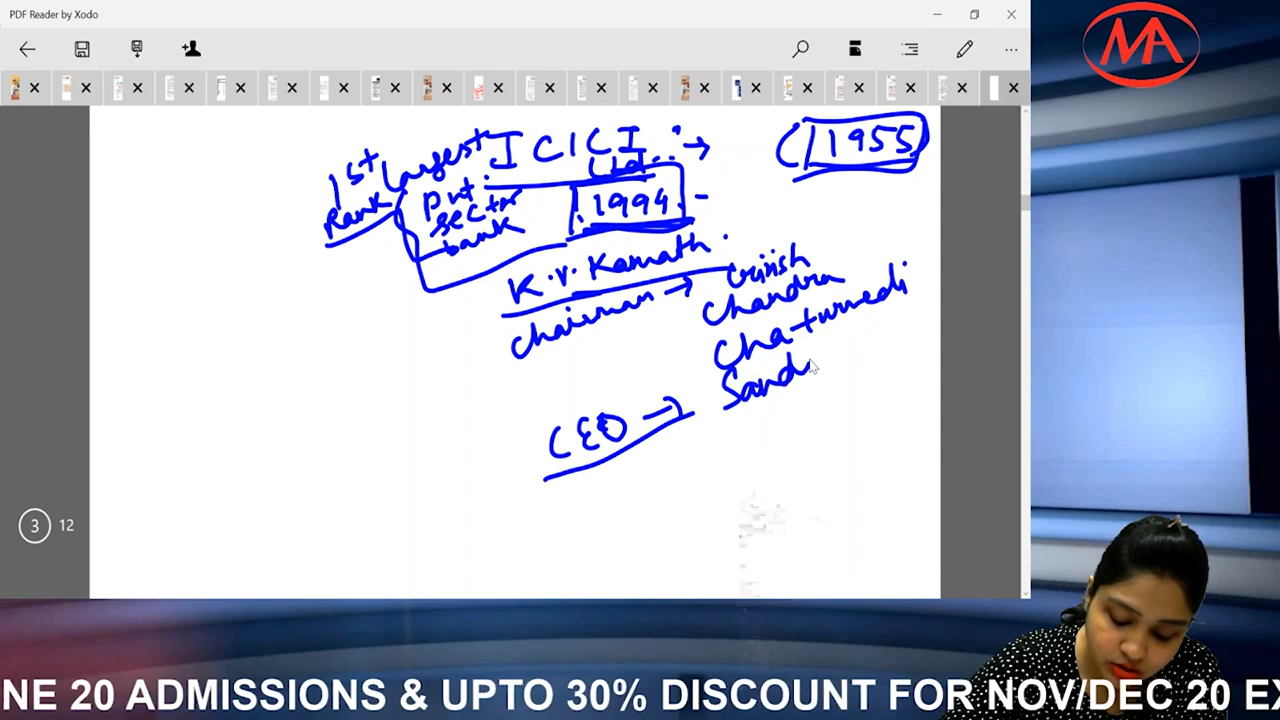 PDF Reader by Xodo
MA
ICICI → (1955
Ltd.
1st largest
Rank pvt.
sector
bank
1994 -
K.V. Kamath
Chairman → Girish
Chandra
Chaturvedi
CEO → Sand
3 12
NE 20 ADMISSIONS & UPTO 30% DISCOUNT FOR NOV/DEC 20 EX